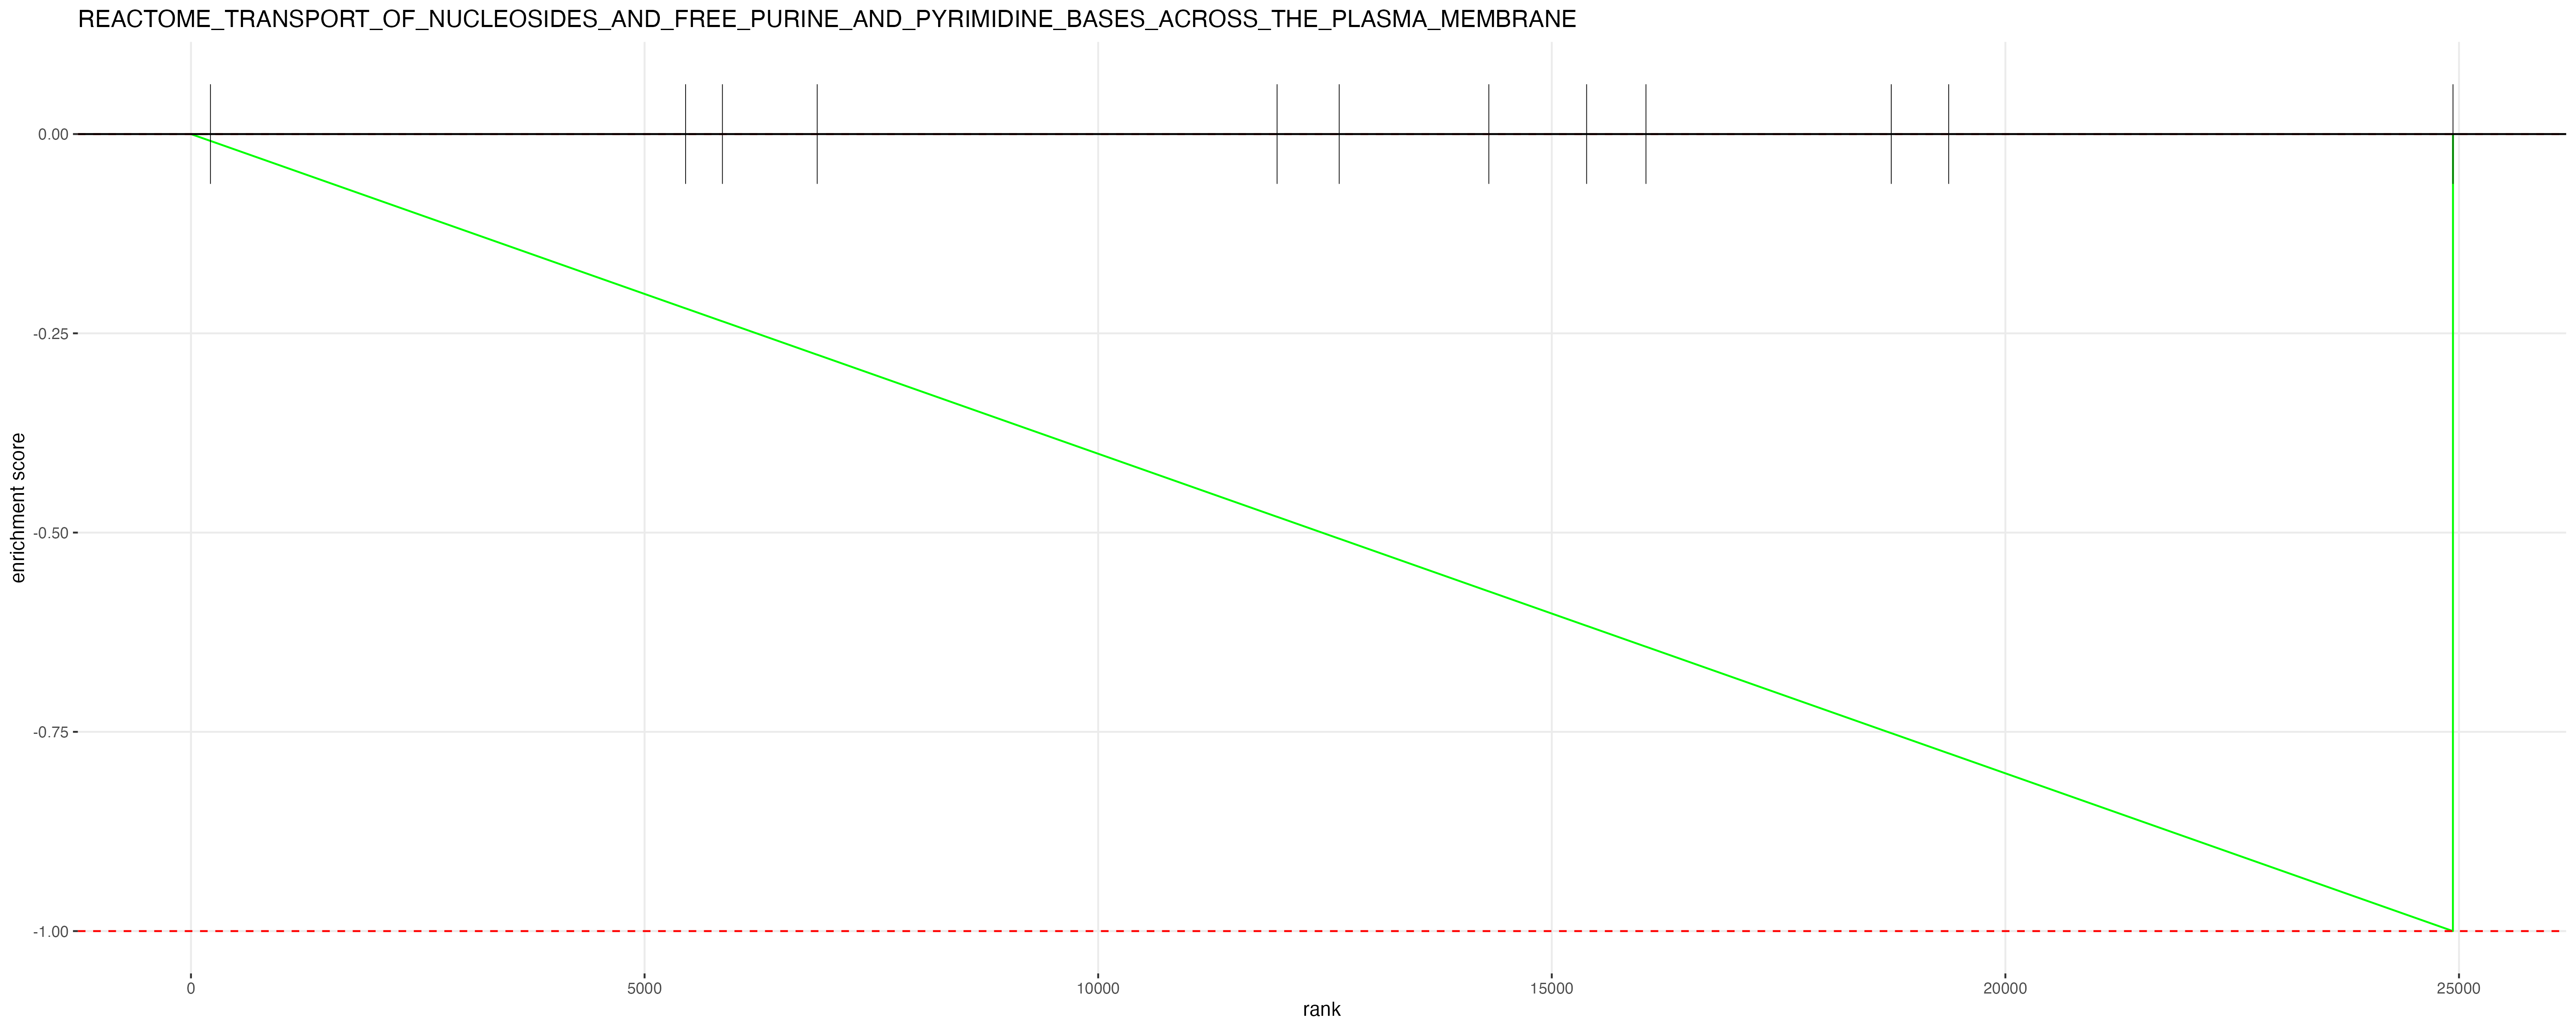 REACTOME_TRANSPORT_OF_NUCLEOSIDES_AND_FREE_PURINE_AND_PYRIMIDINE_BASES_ACROSS_THE_PLASMA_MEMBRANE
0.00
-0.25
-0.50
-0.75
-1.00
enrichment score
0 5000 10000 15000 20000 25000
rank